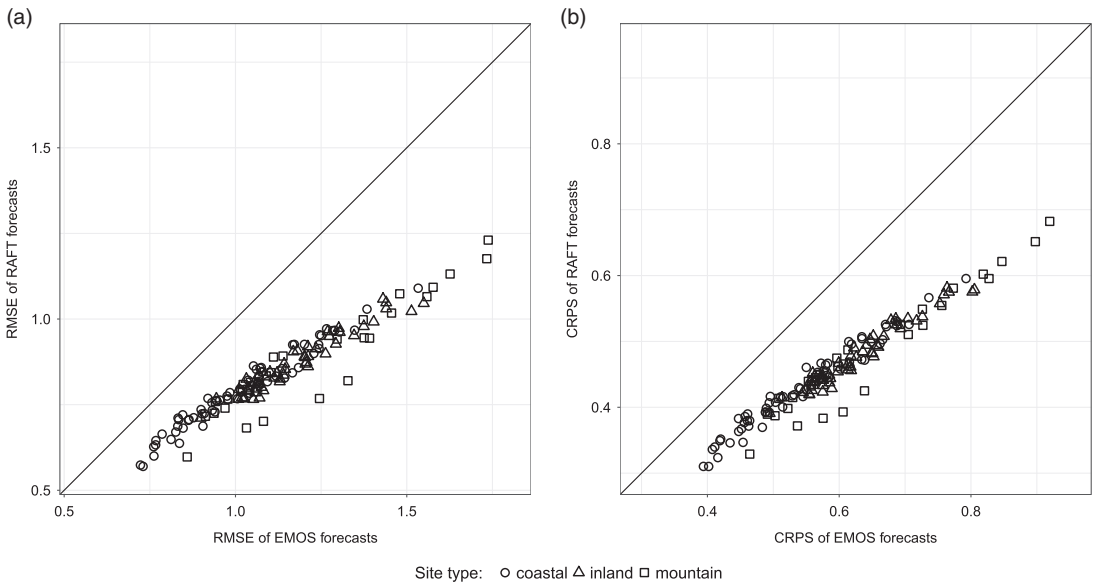 (a)
RMSE of RAFT forecasts
1.5
1.0
0.5
0.5 1.0 1.5
RMSE of EMOS forecasts
(b)
CRPS of RAFT forecasts
0.8
0.6
0.4
0.4 0.6 0.8
CRPS of EMOS forecasts
Site type: coastal inland mountain